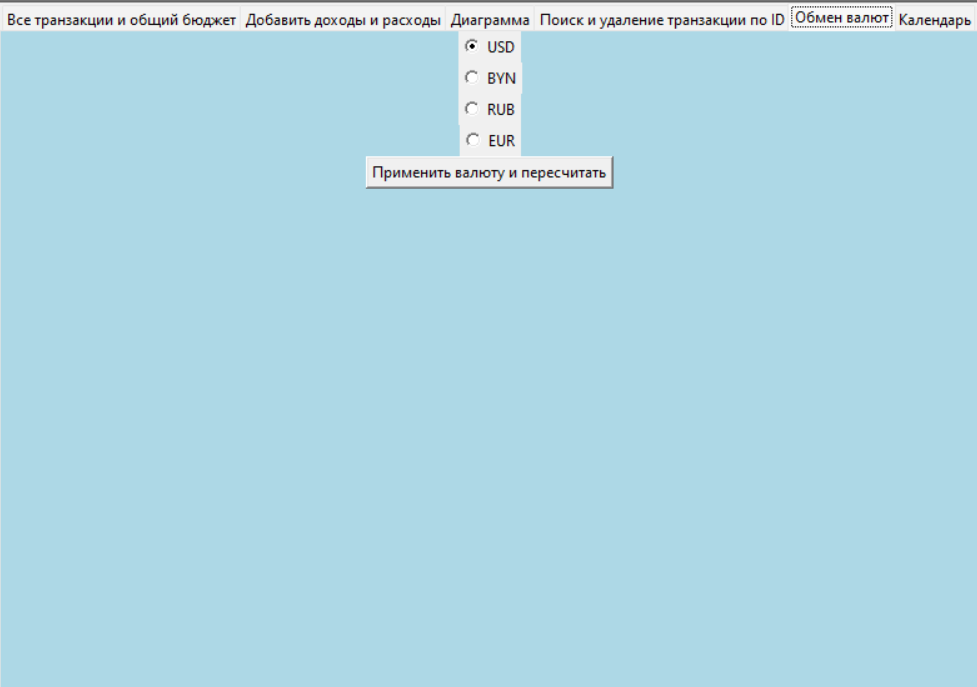 Все транзакции и общий бюджет Добавить доходы и расходы Диаграмма Поиск и удаление транзакции по ID Обмен валют Календарь
USD
BYN
RUB
EUR
Применить валюту и пересчитать